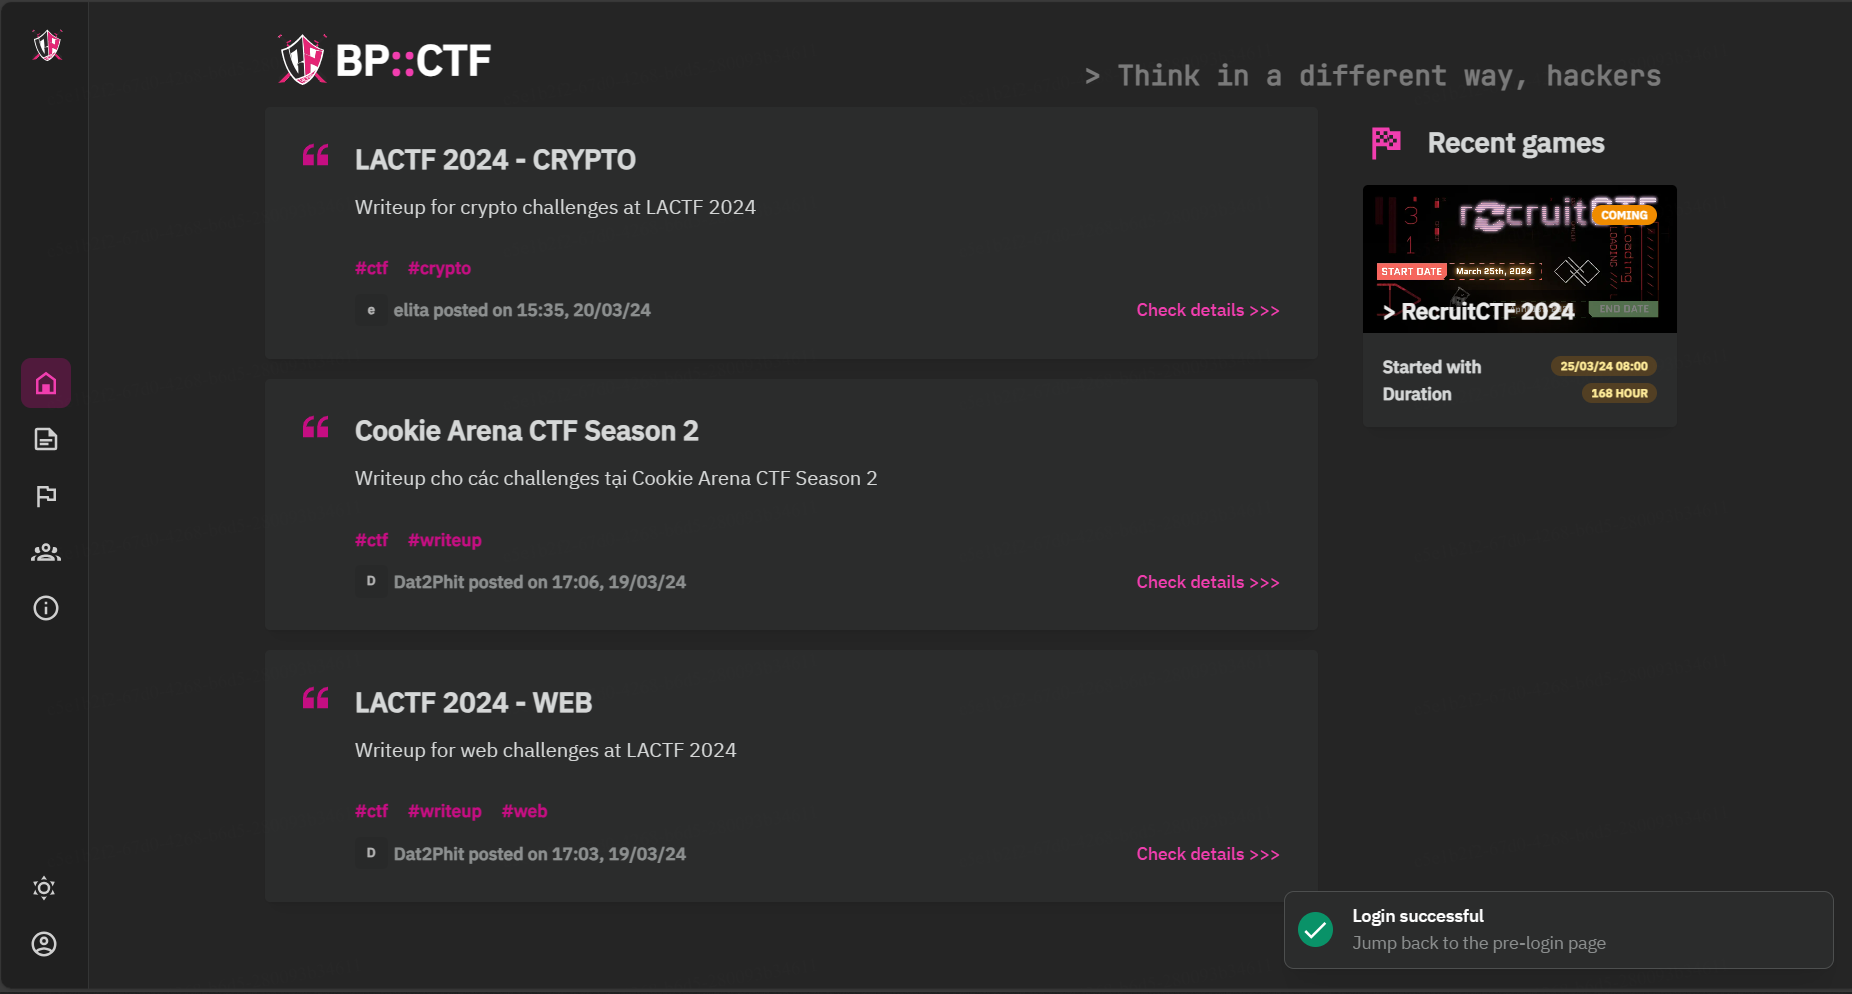 BP::CTF
> Think in a different way, hackers
LACTF 2024 - CRYPTO
Writeup for crypto challenges at LACTF 2024
#ctf #crypto
e elita posted on 15:35, 20/03/24
Check details >>>
Cookie Arena CTF Season 2
Writeup cho các challenges tại Cookie Arena CTF Season 2
#ctf #writeup
D Dat2Phit posted on 17:06, 19/03/24
Check details >>>
LACTF 2024 - WEB
Writeup for web challenges at LACTF 2024
#ctf #writeup #web
D Dat2Phit posted on 17:03, 19/03/24
Check details >>>
Recent games
recruitCTF
COMING
31
Loading
LOADING ///
START DATE March 25th, 2024
> RecruitCTF 2024
END DATE
Started with 25/03/24 08:00
Duration 168 HOUR
Login successful
Jump back to the pre-login page